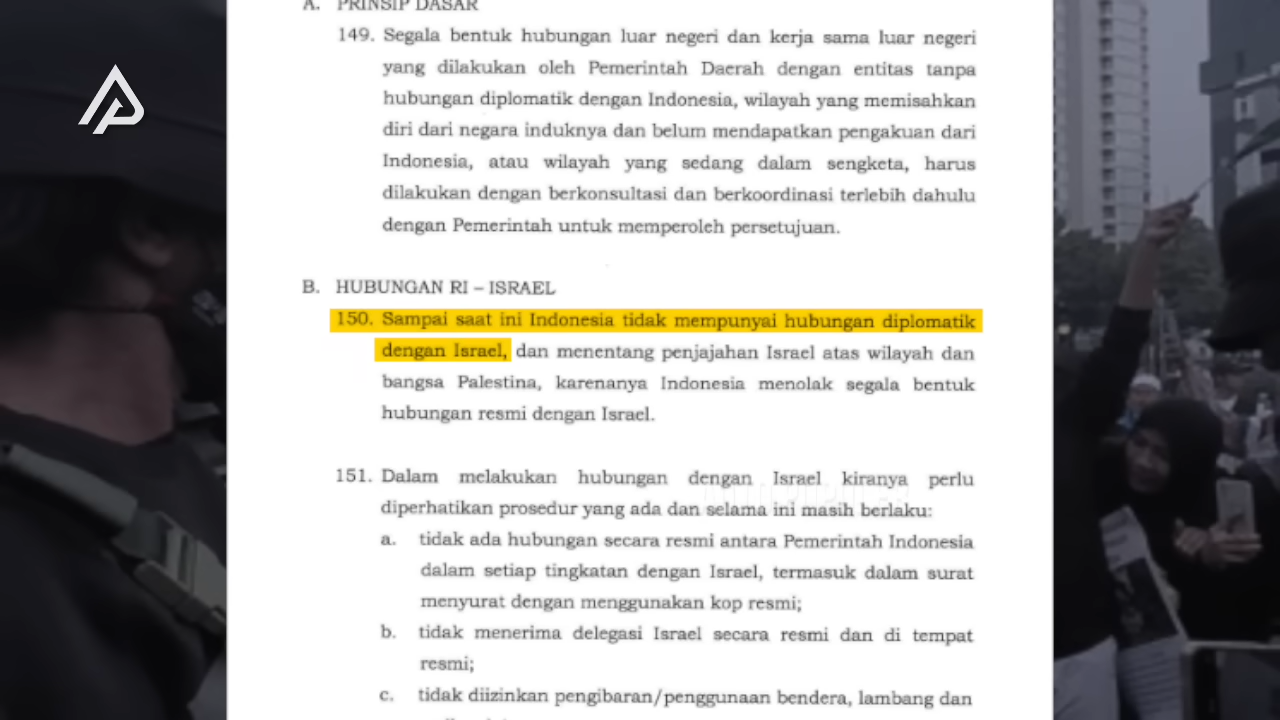 A. PRINSIP DASAR
149. Segala bentuk hubungan luar negeri dan kerja sama luar negeri
yang dilakukan oleh Pemerintah Daerah dengan entitas tanpa
hubungan diplomatik dengan Indonesia, wilayah yang memisahkan
diri dari negara induknya dan belum mendapatkan pengakuan dari
Indonesia, atau wilayah yang sedang dalam sengketa, harus
dilakukan dengan berkonsultasi dan berkoordinasi terlebih dahulu
dengan Pemerintah untuk memperoleh persetujuan.
B. HUBUNGAN RI – ISRAEL
150. Sampai saat ini Indonesia tidak mempunyai hubungan diplomatik
dengan Israel, dan menentang penjajahan Israel atas wilayah dan
bangsa Palestina, karenanya Indonesia menolak segala bentuk
hubungan resmi dengan Israel.
151. Dalam melakukan hubungan dengan Israel kiranya perlu
diperhatikan prosedur yang ada dan selama ini masih berlaku:
a. tidak ada hubungan secara resmi antara Pemerintah Indonesia
dalam setiap tingkatan dengan Israel, termasuk dalam surat
menyurat dengan menggunakan kop resmi;
b. tidak menerima delegasi Israel secara resmi dan di tempat
resmi;
c. tidak diizinkan pengibaran/penggunaan bendera, lambang dan